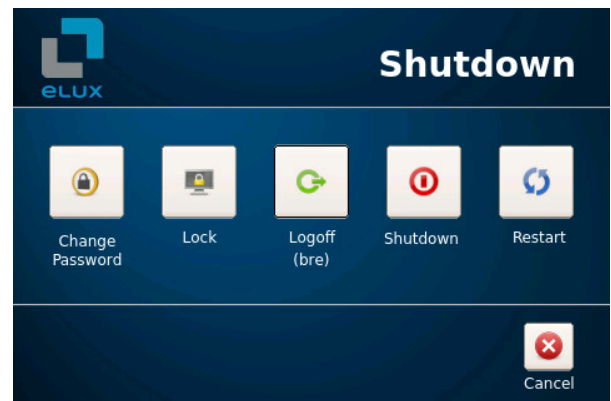 eLUX
Shutdown
Change
Password
Lock
Logoff
(bre)
Shutdown
Restart
Cancel